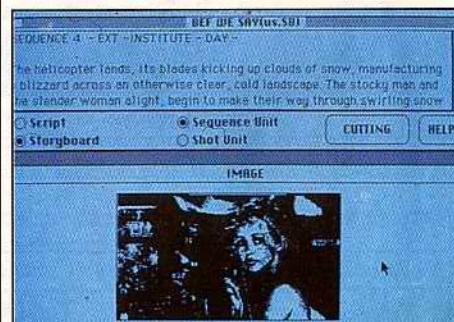 BEF WE SAY(us.SB1
SEQUENCE 4 - EXT - INSTITUTE - DAY -
he helicopter lands, its blades kicking up clouds of snow, manufacturing
blizzard across an otherwise clear, cold landscape. The stocky man and
he slender woman alight, begin to make their way through swirling snow
Script
Sequence Unit
CUTTING
HELP
Storyboard
Shot Unit
IMAGE